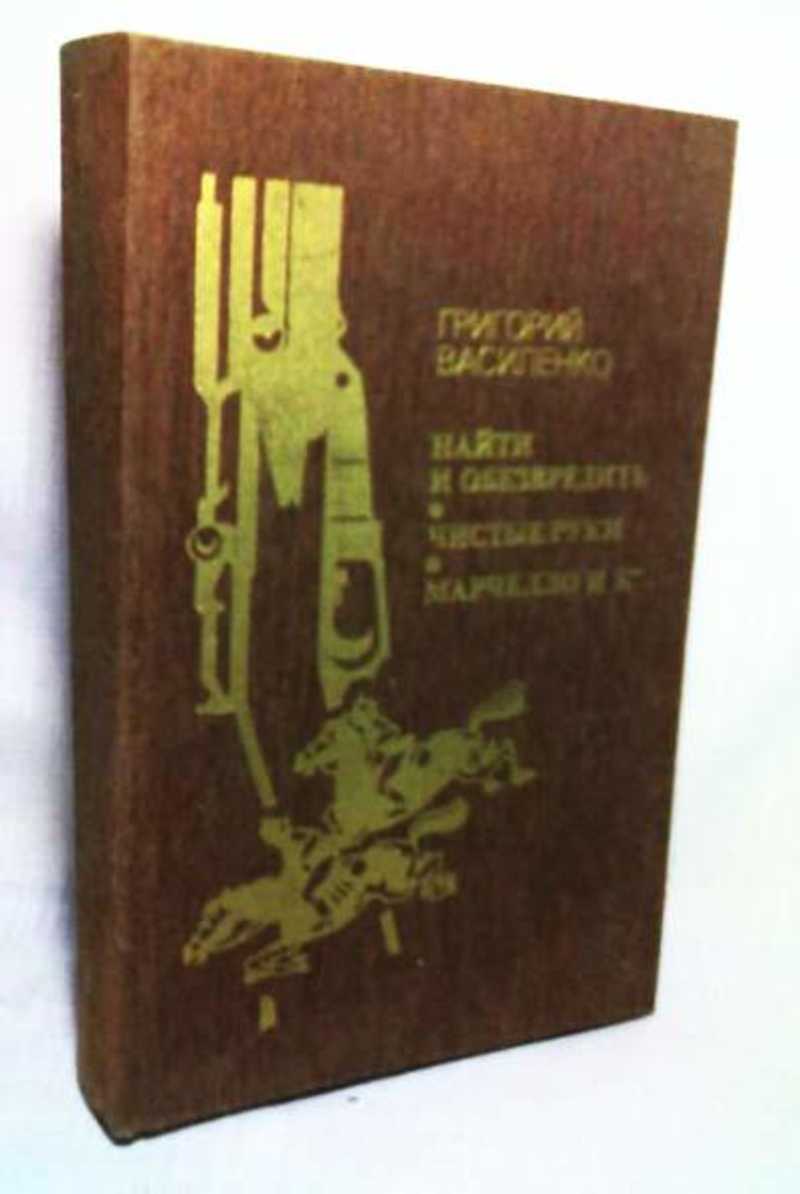 ГРИГОРИЙ
ВАСИЛЕНКО
НАЙТИ
И ОБЕЗВРЕДИТЬ
•
ЧИСТЫЕ РУКИ
•
МАРЧЕЛЛО И К°